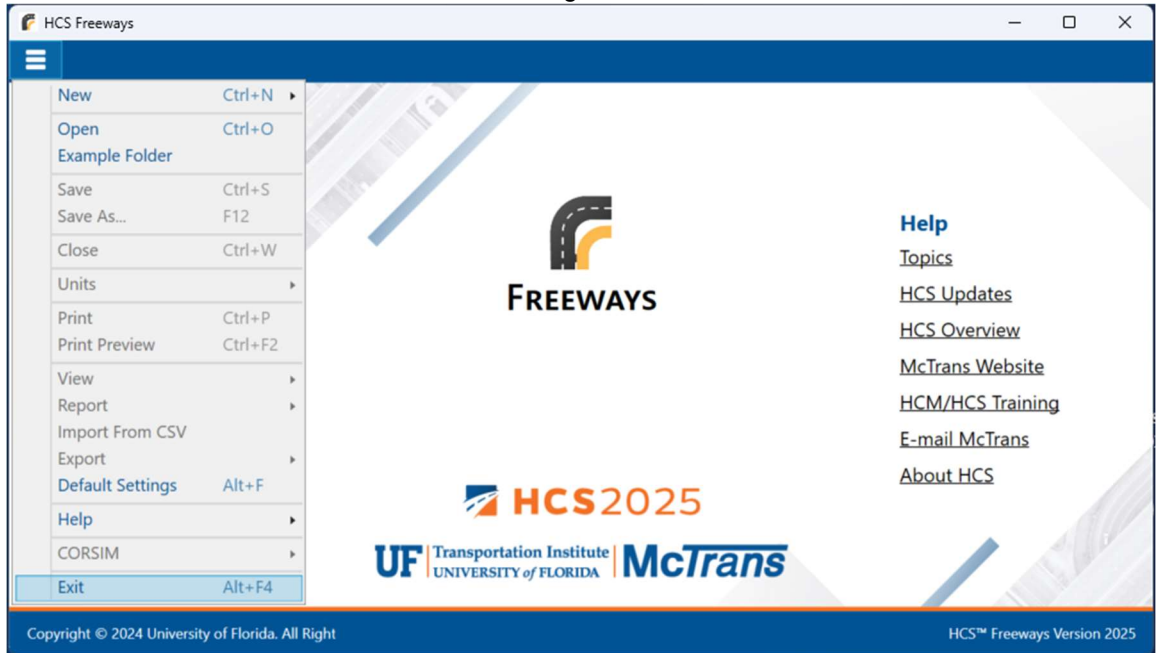 HCS Freeways
New Ctrl+N
Open Ctrl+O
Example Folder
Save Ctrl+S
Save As... F12
Close Ctrl+W
Units
Print Ctrl+P
Print Preview Ctrl+F2
View
Report
Import From CSV
Export
Default Settings Alt+F
Help
CORSIM
Exit Alt+F4
FREEWAYS
HCS2025
UF Transportation Institute
UNIVERSITY of FLORIDA
McTrans
Help
Topics
HCS Updates
HCS Overview
McTrans Website
HCM/HCS Training
E-mail McTrans
About HCS
Copyright © 2024 University of Florida. All Right
HCS™ Freeways Version 2025